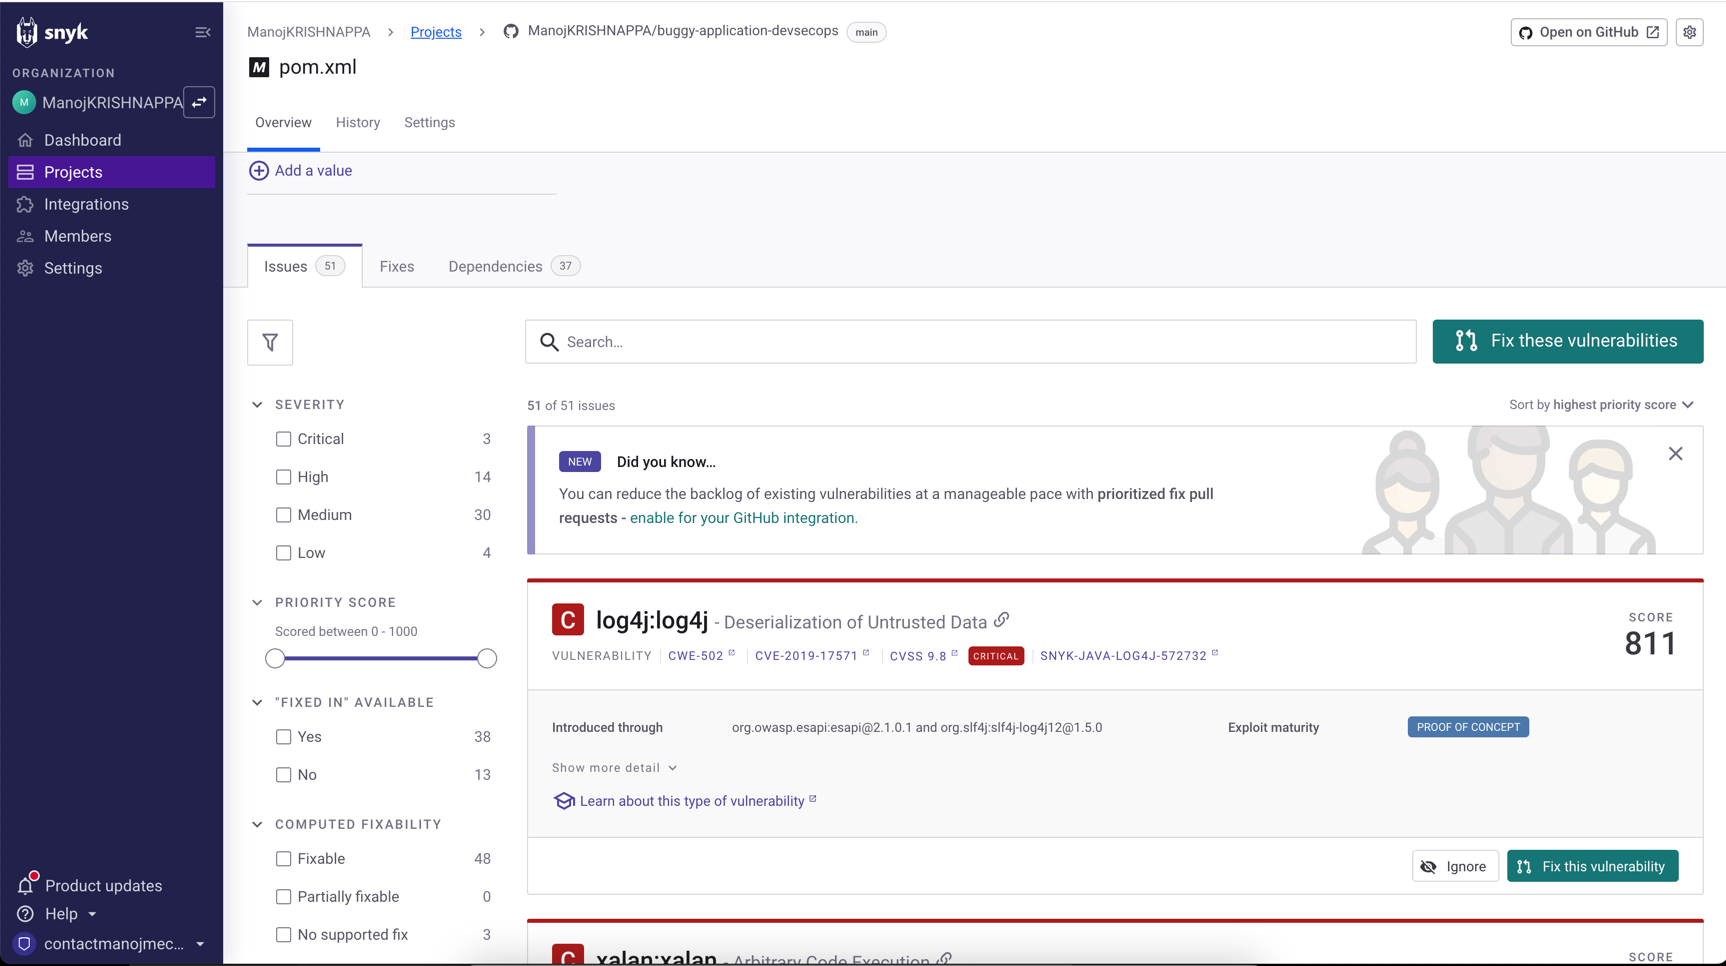 snyk
ORGANIZATION
M ManojKRISHNAPPA
Dashboard
Projects
Integrations
Members
Settings
Product updates
Help
contactmanojmec...
ManojKRISHNAPPA > Projects > ManojKRISHNAPPA/buggy-application-devsecops main
Open on GitHub
M pom.xml
Overview History Settings
Add a value
Issues 51 Fixes Dependencies 37
Search...
Fix these vulnerabilities
SEVERITY
Critical 3
High 14
Medium 30
Low 4
PRIORITY SCORE
Scored between 0 - 1000
"FIXED IN" AVAILABLE
Yes 38
No 13
COMPUTED FIXABILITY
Fixable 48
Partially fixable 0
No supported fix 3
51 of 51 issues
Sort by highest priority score
NEW Did you know...
You can reduce the backlog of existing vulnerabilities at a manageable pace with prioritized fix pull
requests - enable for your GitHub integration.
C log4j:log4j - Deserialization of Untrusted Data
SCORE
811
VULNERABILITY CWE-502 CVE-2019-17571 CVSS 9.8 CRITICAL SNYK-JAVA-LOG4J-572732
Introduced through org.owasp.esapi:esapi@2.1.0.1 and org.slf4j:slf4j-log4j12@1.5.0
Exploit maturity PROOF OF CONCEPT
Show more detail
Learn about this type of vulnerability
Ignore
Fix this vulnerability
C xalan:xalan - Arbitrary Code Execution
SCORE